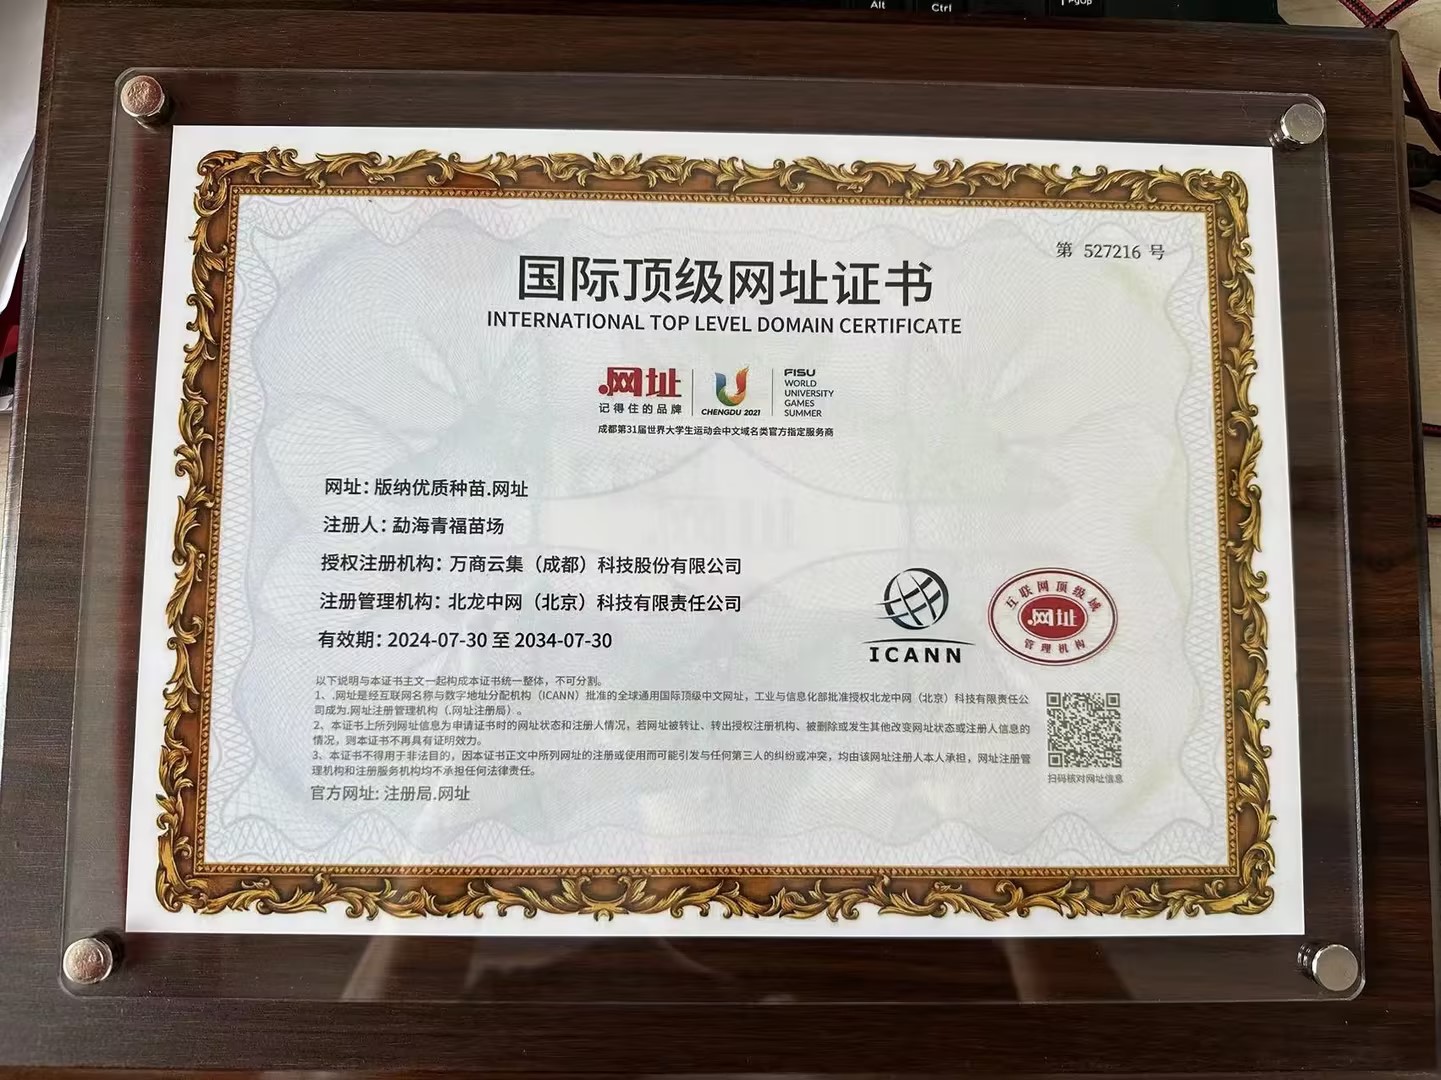 Alt
Ctrl
PgUp
第 527216 号
国际顶级网址证书
INTERNATIONAL TOP LEVEL DOMAIN CERTIFICATE
.网址
记得住的品牌
CHENGDU 2021
FISU
WORLD
UNIVERSITY
GAMES
SUMMER
成都第31届世界大学生运动会中文域名类官方指定服务商
网址：版纳优质种苗.网址
注册人：勐海青福苗场
授权注册机构：万商云集（成都）科技股份有限公司
注册管理机构：北龙中网（北京）科技有限责任公司
有效期：2024-07-30 至 2034-07-30
ICANN
互联网顶级域
.网址
管理机构
以下说明与本证书主文一起构成本证书统一整体，不可分割。
1、.网址是经互联网名称与数字地址分配机构（ICANN）批准的全球通用国际顶级中文网址，工业与信息化部批准授权北龙中网（北京）科技有限责任公
司成为.网址注册管理机构（.网址注册局）。
2、本证书上所列网址信息为申请证书时的网址状态和注册人情况，若网址被转让、转出授权注册机构、被删除或发生其他改变网址状态或注册人信息的
情况，则本证书不再具有证明效力。
3、本证书不得用于非法目的，因本证书正文中所列网址的注册或使用而可能引发与任何第三人的纠纷或冲突，均由该网址注册人本人承担，网址注册管
理机构和注册服务机构均不承担任何法律责任。
扫码核对网址信息
官方网址：注册局.网址